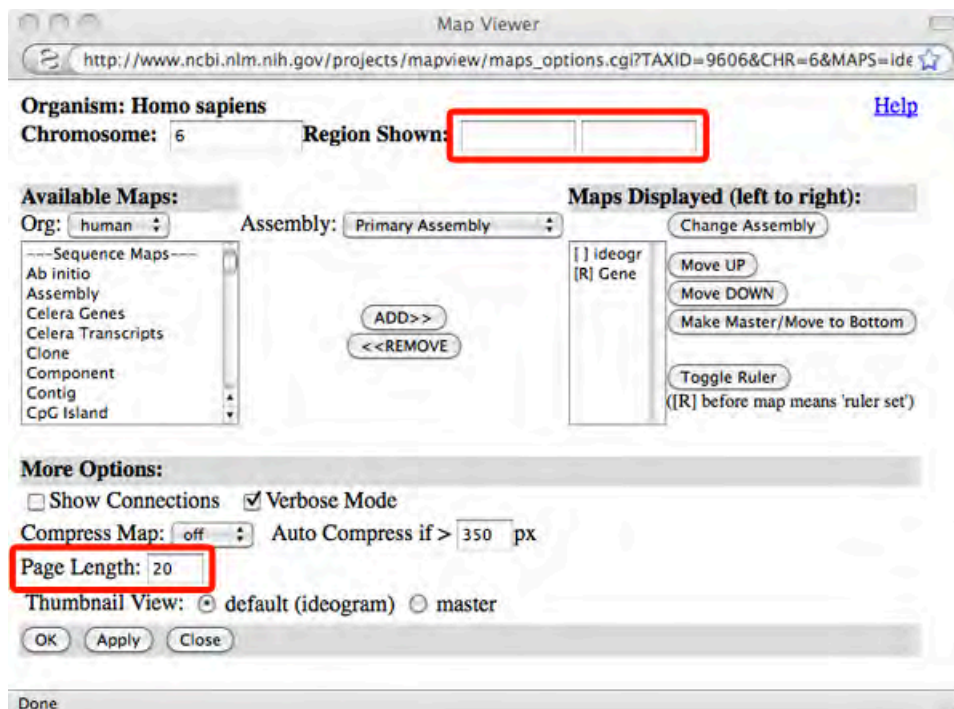 Map Viewer
http://www.ncbi.nlm.nih.gov/projects/mapview/maps_options.cgi?TAXID=9606&CHR=6&MAPS=ide
Organism: Homo sapiens Help
Chromosome: 6 Region Shown:
Available Maps: Maps Displayed (left to right):
Org: human Assembly: Primary Assembly Change Assembly
---Sequence Maps---
Ab initio
Assembly
Celera Genes
Celera Transcripts
Clone
Component
Contig
CpG Island
ADD>>
<<REMOVE
[ ] ideogr
[R] Gene
Move UP
Move DOWN
Make Master/Move to Bottom
Toggle Ruler
([R] before map means 'ruler set')
More Options:
Show Connections Verbose Mode
Compress Map: off Auto Compress if > 350 px
Page Length: 20
Thumbnail View: default (ideogram) master
OK Apply Close
Done